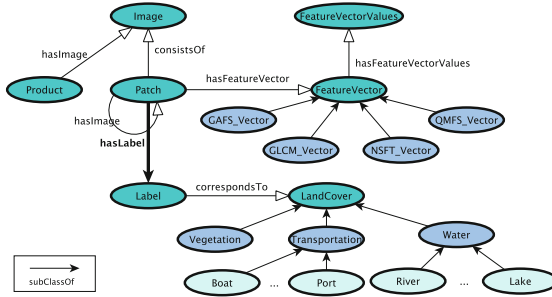 Image
FeatureVectorValues
hasImage
consistsOf
hasFeatureVectorValues
hasFeatureVector
Product
Patch
FeatureVector
hasImage
GAFS_Vector
QMFS_Vector
hasLabel
GLCM_Vector
NSFT_Vector
correspondsTo
Label
LandCover
Vegetation
Transportation
Water
subClassOf
Boat
...
Port
River
...
Lake